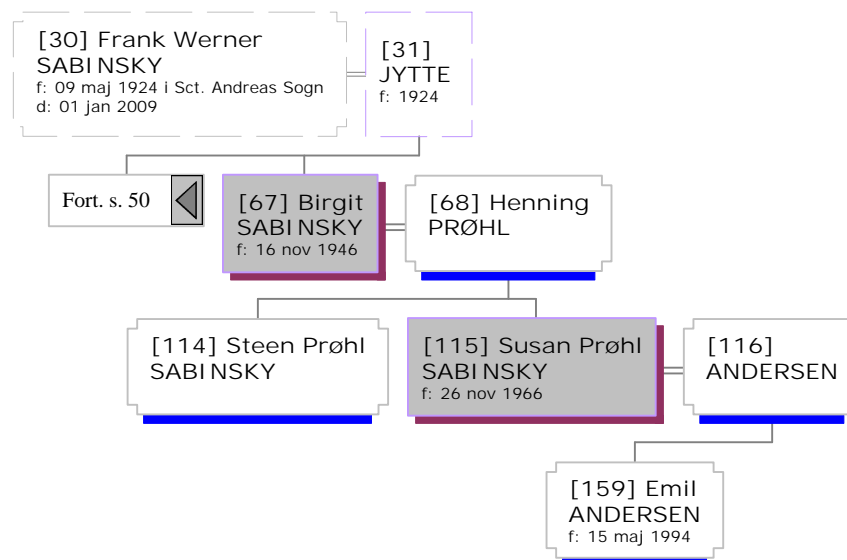 [30] Frank Werner
SABINSKY
f: 09 maj 1924 i Sct. Andreas Sogn
d: 01 jan 2009
[31]
JYTTE
f: 1924
Fort. s. 50
[67] Birgit
SABINSKY
f: 16 nov 1946
[68] Henning
PRØHL
[114] Steen Prøhl
SABINSKY
[115] Susan Prøhl
SABINSKY
f: 26 nov 1966
[116]
ANDERSEN
[159] Emil
ANDERSEN
f: 15 maj 1994